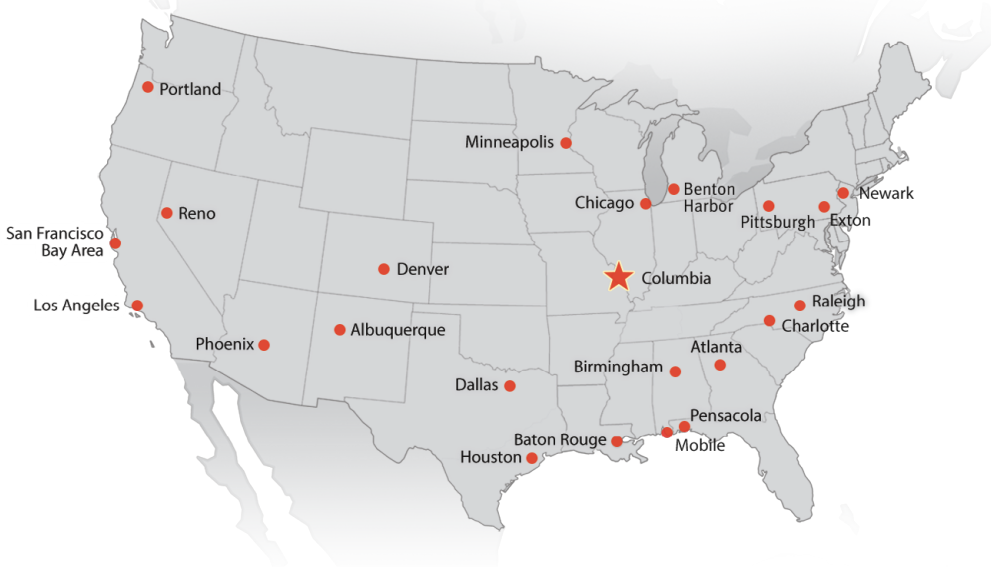 Portland
Minneapolis
Benton
Harbor
Newark
Chicago
Reno
Pittsburgh
Exton
San Francisco
Bay Area
Denver
Columbia
Los Angeles
Raleigh
Albuquerque
Charlotte
Phoenix
Atlanta
Birmingham
Dallas
Pensacola
Baton Rouge
Mobile
Houston